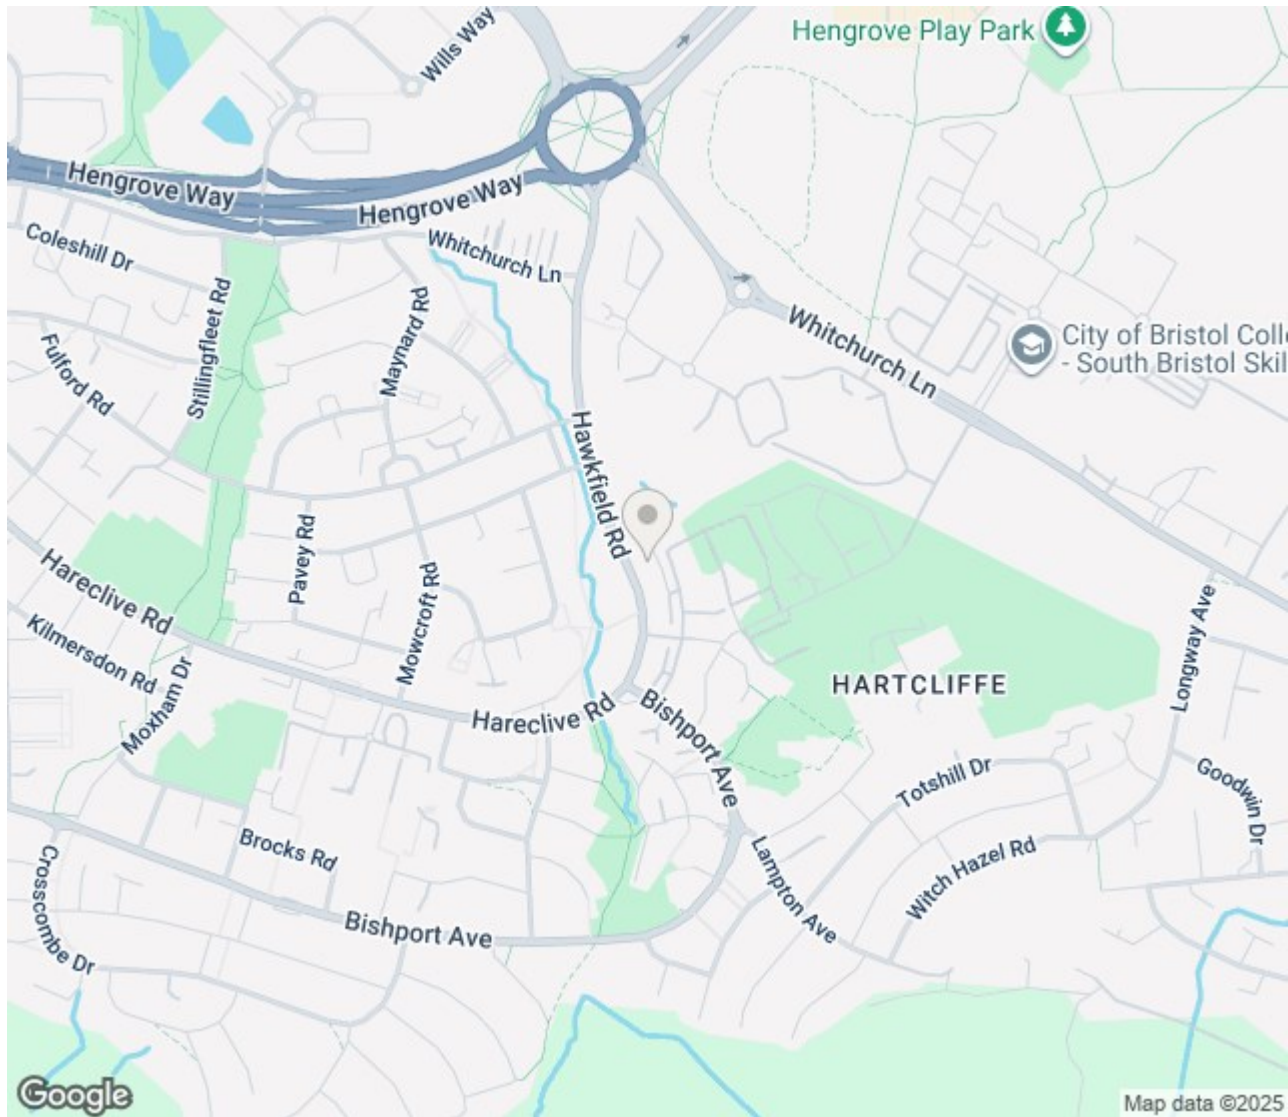 Hengrove Play Park
Wills Way
Hengrove Way
Hengrove Way
Whitchurch Ln
Coleshill Dr
Stillingfleet Rd
Maynard Rd
Whitchurch Ln
City of Bristol Coll
- South Bristol Skil
Fulford Rd
Hawkfield Rd
Pavey Rd
Hareclive Rd
Mowcroft Rd
Kilmersdon Rd
Moxham Dr
Longway Ave
HARTCLIFFE
Hareclive Rd
Bishport Ave
Totshill Dr
Goodwin Dr
Brocks Rd
Crosscombe Dr
Lampton Ave
Witch Hazel Rd
Bishport Ave
Google
Map data ©2025